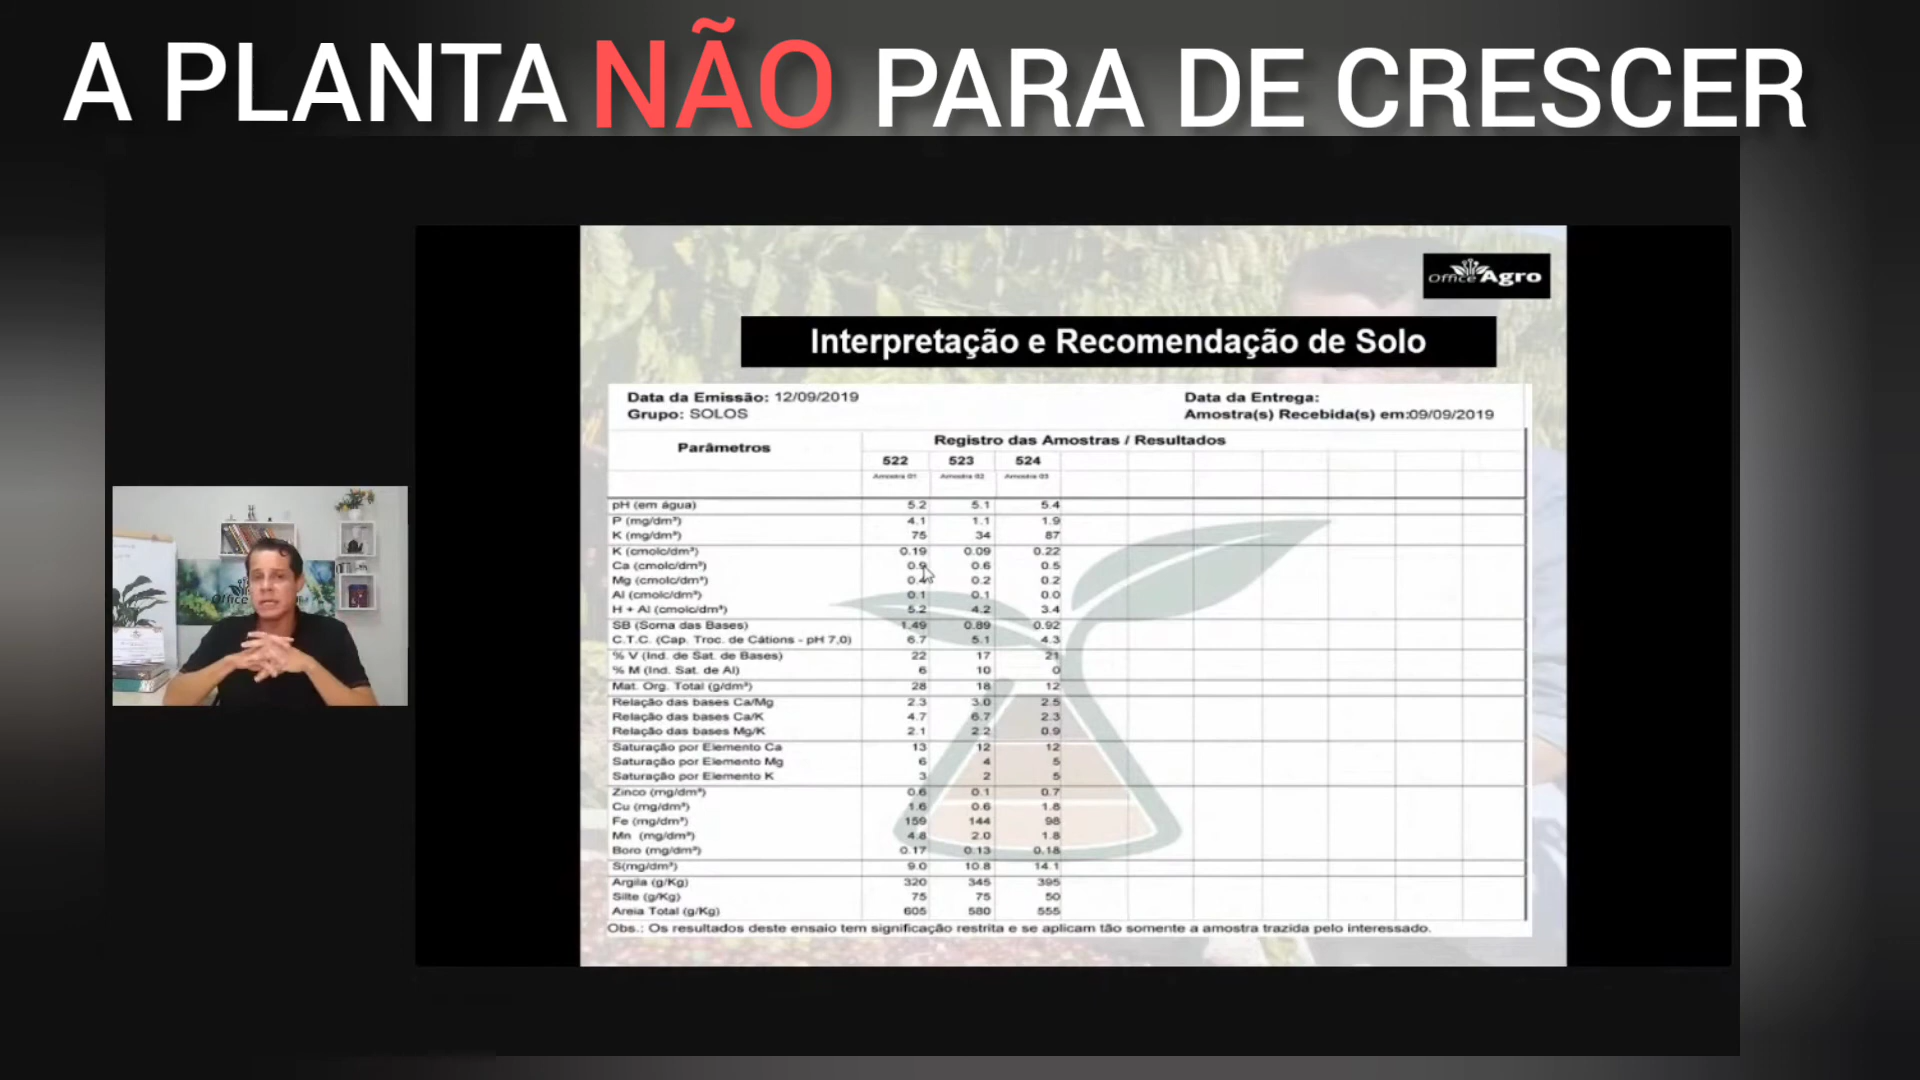 A PLANTA NÃO PARA DE CRESCER
Office Agro
Interpretação e Recomendação de Solo
Data da Emissão: 12/09/2019 Data da Entrega:
Grupo: SOLOS Amostra(s) Recebida(s) em:09/09/2019
Parâmetros Registro das Amostras / Resultados
522 523 524
Amostra 01 Amostra 02 Amostra 03
pH (em água) 5.2 5.1 5.4
P (mg/dm³) 4.1 1.1 1.9
K (mg/dm³) 75 34 87
K (cmolc/dm³) 0.19 0.09 0.22
Ca (cmolc/dm³) 0.9 0.6 0.5
Mg (cmolc/dm³) 0.4 0.2 0.2
Al (cmolc/dm³) 0.1 0.1 0.0
H + Al (cmolc/dm³) 5.2 4.2 3.4
SB (Soma das Bases) 1.49 0.89 0.92
C.T.C. (Cap. Troc. de Cátions - pH 7,0) 6.7 5.1 4.3
% V (Ind. de Sat. de Bases) 22 17 21
% M (Ind. Sat. de Al) 6 10 0
Mat. Org. Total (g/dm³) 28 18 12
Relação das bases Ca/Mg 2.3 3.0 2.5
Relação das bases Ca/K 4.7 6.7 2.3
Relação das bases Mg/K 2.1 2.2 0.9
Saturação por Elemento Ca 13 12 12
Saturação por Elemento Mg 6 4 5
Saturação por Elemento K 3 2 5
Zinco (mg/dm³) 0.6 0.1 0.7
Cu (mg/dm³) 1.6 0.6 1.8
Fe (mg/dm³) 159 144 98
Mn (mg/dm³) 4.8 2.0 1.8
Boro (mg/dm³) 0.17 0.13 0.18
S(mg/dm³) 9.0 10.8 14.1
Argila (g/Kg) 320 345 395
Silte (g/Kg) 75 75 50
Areia Total (g/Kg) 605 580 555
Obs.: Os resultados deste ensaio tem significação restrita e se aplicam tão somente a amostra trazida pelo interessado.